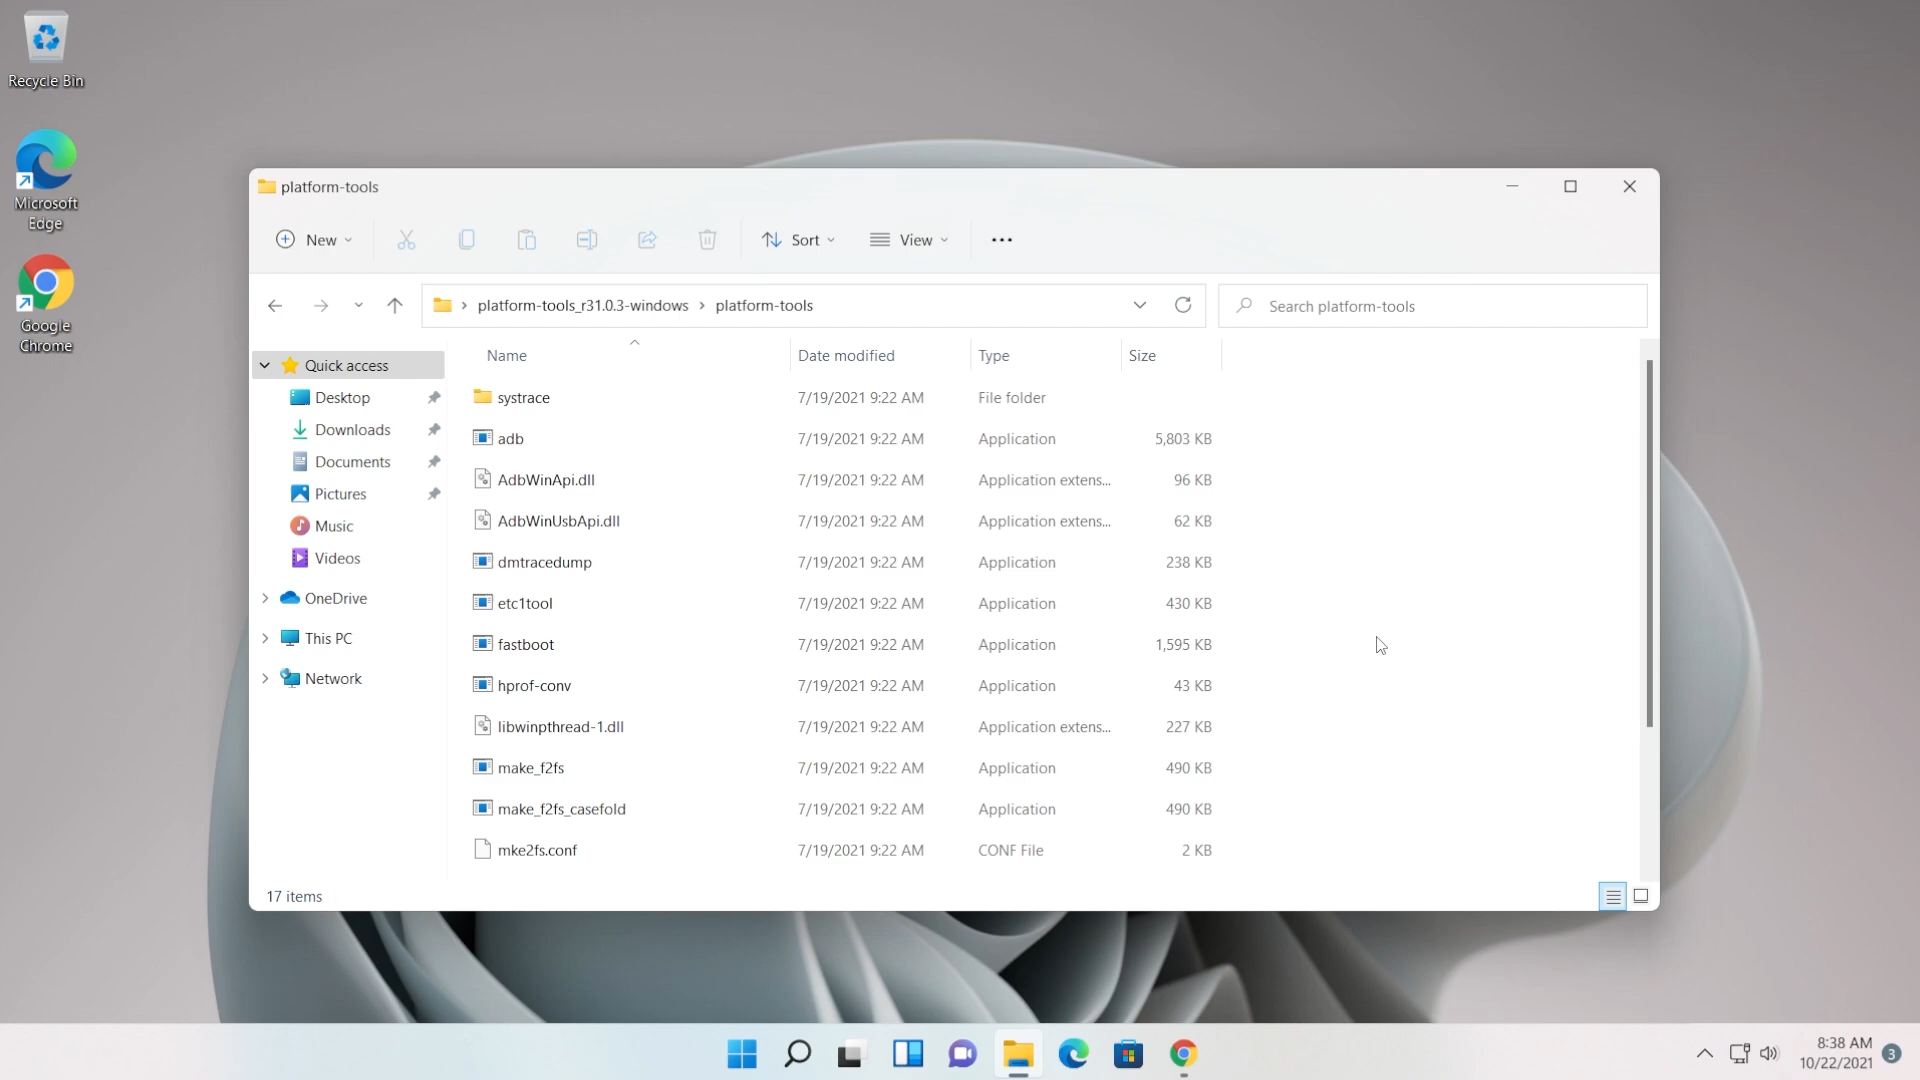 Recycle Bin
Microsoft
Edge
Google
Chrome
platform-tools
New
Sort
View
platform-tools_r31.0.3-windows
platform-tools
Search platform-tools
Quick access
Desktop
Downloads
Documents
Pictures
Music
Videos
OneDrive
This PC
Network
Name Date modified Type Size
systrace 7/19/2021 9:22 AM File folder
adb 7/19/2021 9:22 AM Application 5,803 KB
AdbWinApi.dll 7/19/2021 9:22 AM Application extens... 96 KB
AdbWinUsbApi.dll 7/19/2021 9:22 AM Application extens... 62 KB
dmtracedump 7/19/2021 9:22 AM Application 238 KB
etc1tool 7/19/2021 9:22 AM Application 430 KB
fastboot 7/19/2021 9:22 AM Application 1,595 KB
hprof-conv 7/19/2021 9:22 AM Application 43 KB
libwinpthread-1.dll 7/19/2021 9:22 AM Application extens... 227 KB
make_f2fs 7/19/2021 9:22 AM Application 490 KB
make_f2fs_casefold 7/19/2021 9:22 AM Application 490 KB
mke2fs.conf 7/19/2021 9:22 AM CONF File 2 KB
17 items
8:38 AM
10/22/2021
3